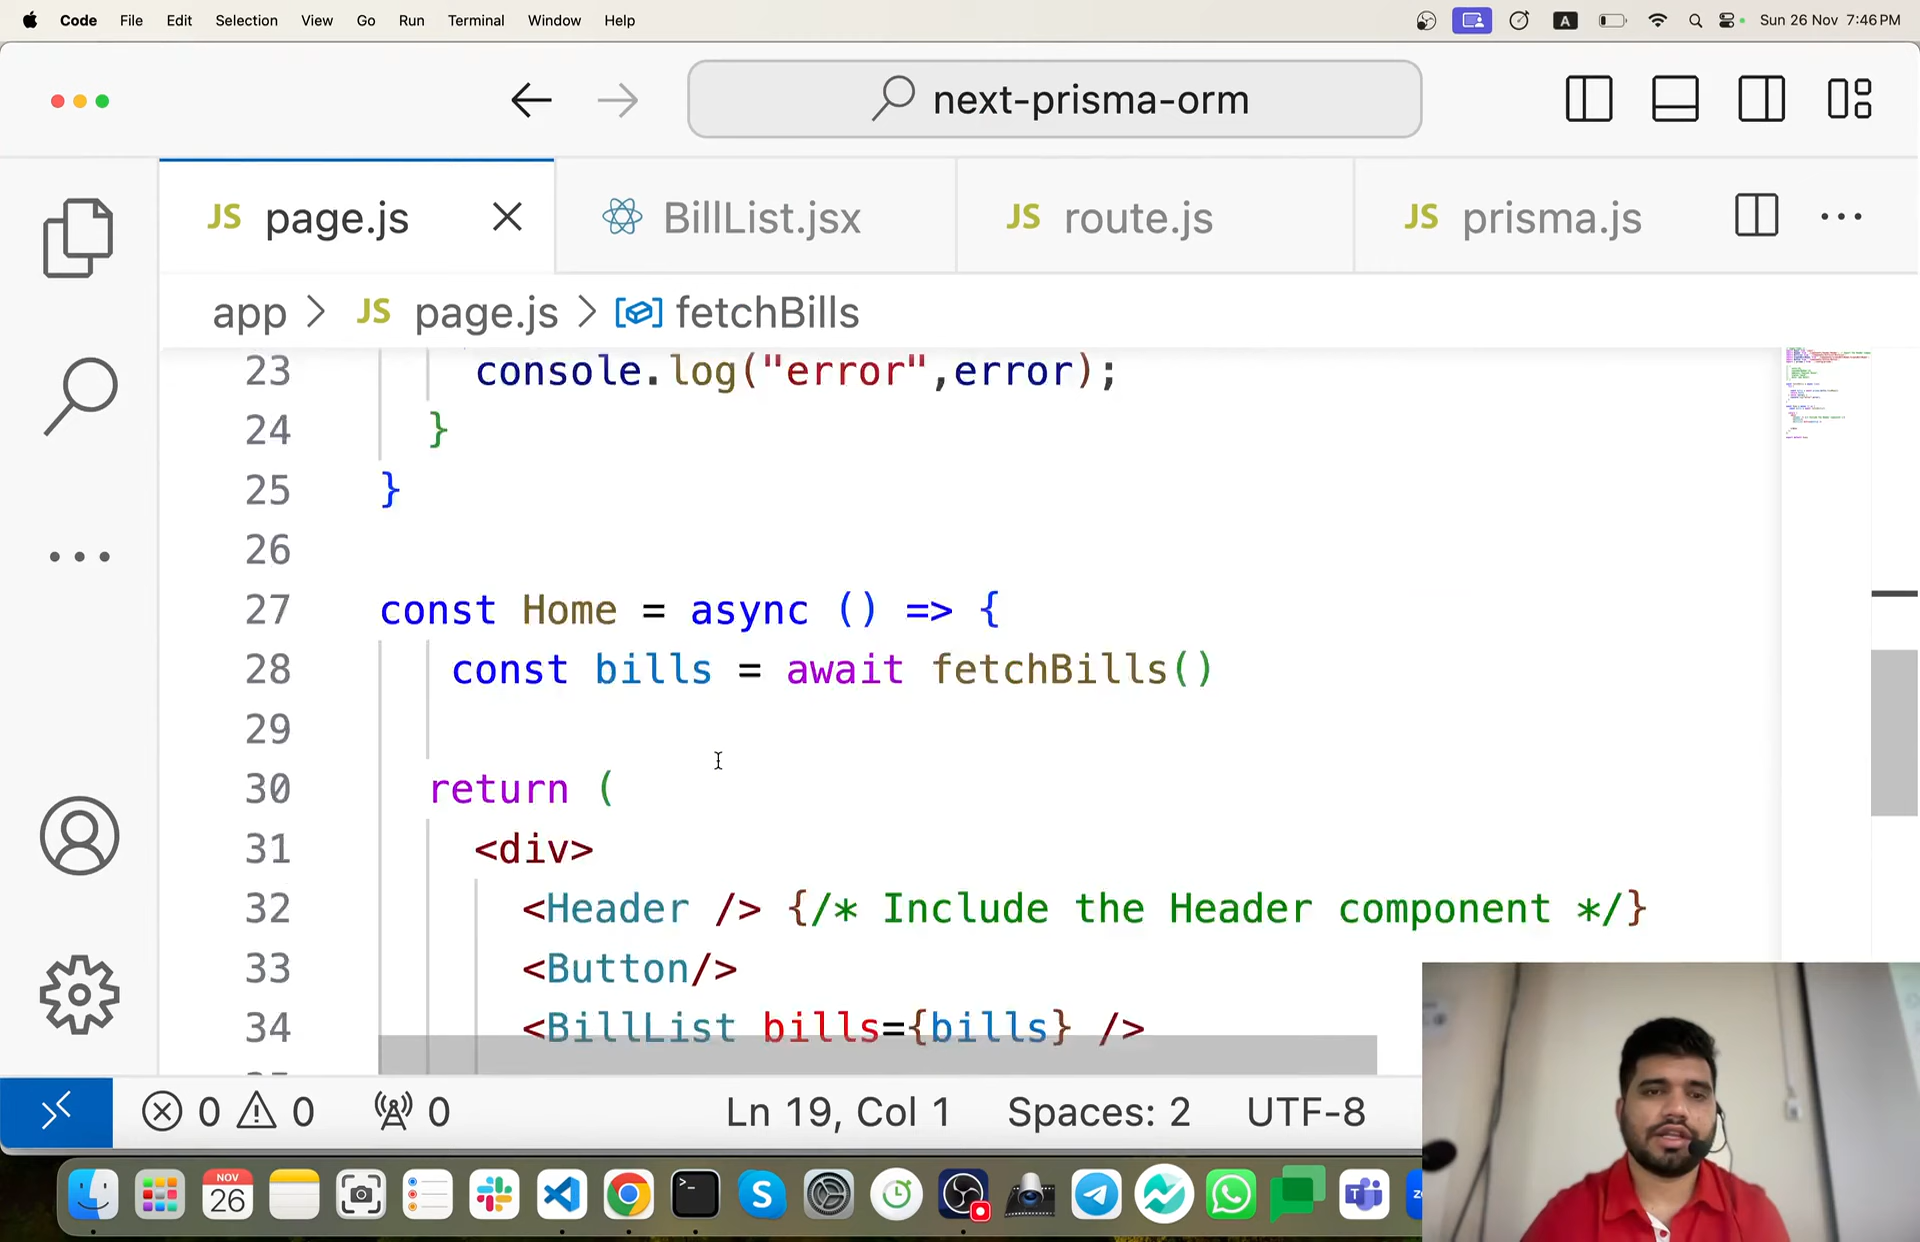 Code File Edit Selection View Go Run Terminal Window Help A Sun 26 Nov 7:46 PM
next-prisma-orm
JS page.js BillList.jsx JS route.js JS prisma.js
app > JS page.js > fetchBills
23 console.log("error",error);
24 }
25 }
26
27 const Home = async () => {
28 const bills = await fetchBills()
29
30 return (
31 <div>
32 <Header /> {/* Include the Header component */}
33 <Button/>
34 <BillList bills={bills} />
0 0 0 Ln 19, Col 1 Spaces: 2 UTF-8
NOV
26
S
T